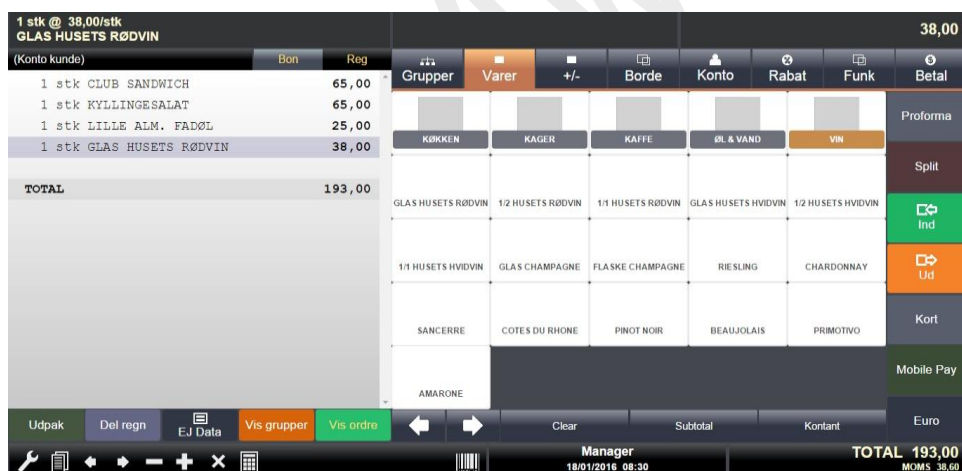 1 stk @ 38,00/stk
GLAS HUSETS RØDVIN
38,00
(Konto kunde) Bon Reg
1 stk CLUB SANDWICH 65,00
1 stk KYLLINGESALAT 65,00
1 stk LILLE ALM. FADØL 25,00
1 stk GLAS HUSETS RØDVIN 38,00
TOTAL 193,00
Grupper Varer +/- Borde Konto Rabat Funk Betal
KØKKEN KAGER KAFFE ØL & VAND VIN
GLAS HUSETS RØDVIN 1/2 HUSETS RØDVIN 1/1 HUSETS RØDVIN GLAS HUSETS HVIDVIN 1/2 HUSETS HVIDVIN
1/1 HUSETS HVIDVIN GLAS CHAMPAGNE FLASKE CHAMPAGNE RIESLING CHARDONNAY
SANCERRE COTES DU RHONE PINOT NOIR BEAUJOLAIS PRIMOTIVO
AMARONE
Proforma
Split
Ind
Ud
Kort
Mobile Pay
Euro
Udpak Del regn EJ Data Vis grupper Vis ordre
Clear Subtotal Kontant
Manager
18/01/2016 08:30
TOTAL 193,00
MOMS 38,60